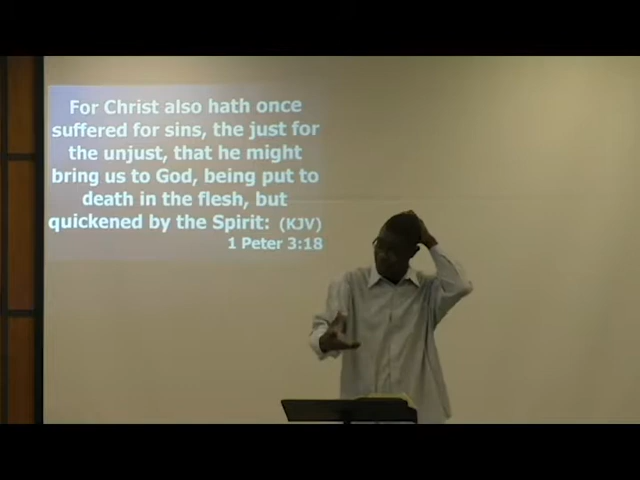 For Christ also hath once
suffered for sins, the just for
the unjust, that he might
bring us to God, being put to
death in the flesh, but
quickened by the Spirit: (KJV)
1 Peter 3:18